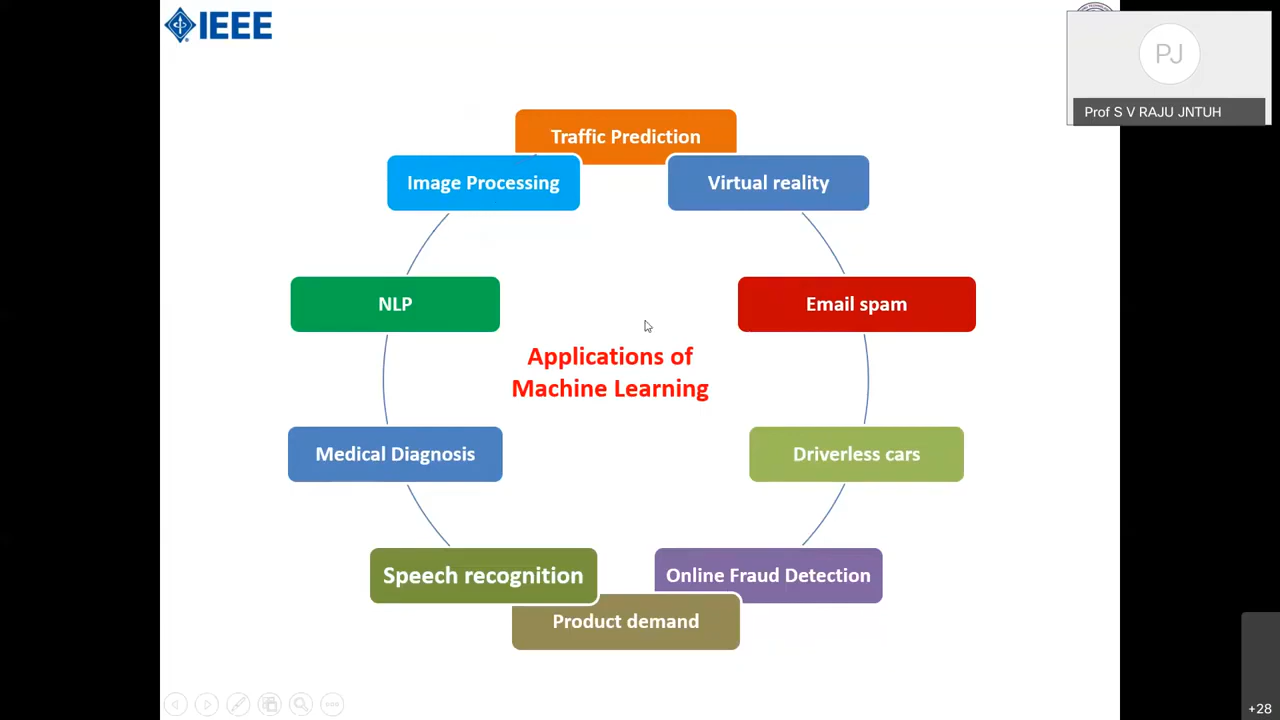 IEEE
PJ
Prof S V RAJU JNTUH
Traffic Prediction
Image Processing
Virtual reality
NLP
Email spam
Applications of
Machine Learning
Medical Diagnosis
Driverless cars
Speech recognition
Online Fraud Detection
Product demand
+28